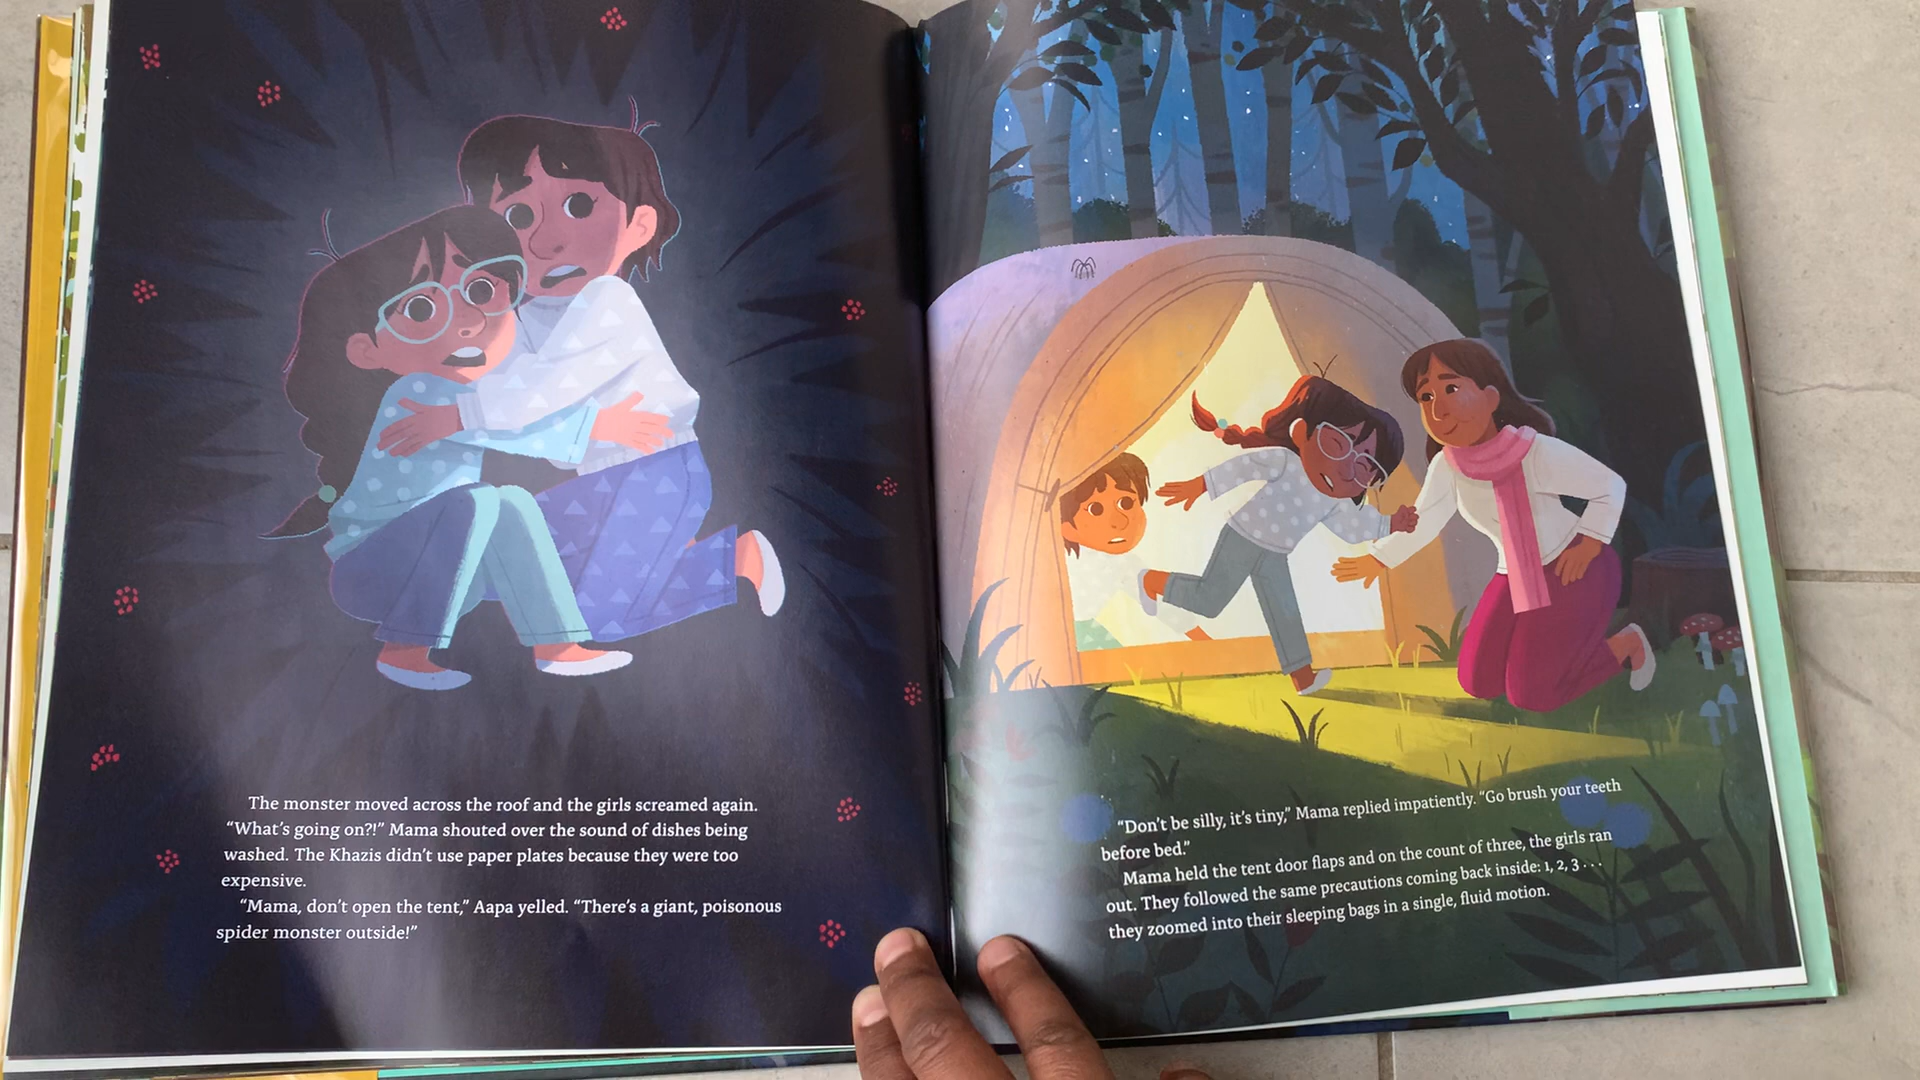 The monster moved across the roof and the girls screamed again.
“What’s going on?!” Mama shouted over the sound of dishes being
washed. The Khazis didn’t use paper plates because they were too
expensive.
“Mama, don’t open the tent,” Aapa yelled. “There’s a giant, poisonous
spider monster outside!”
“Don’t be silly, it’s tiny,” Mama replied impatiently. “Go brush your teeth
before bed.”
Mama held the tent door flaps and on the count of three, the girls ran
out. They followed the same precautions coming back inside: 1, 2, 3 . . .
they zoomed into their sleeping bags in a single, fluid motion.